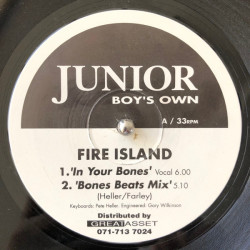 JUNIOR
BOY'S OWN
A / 33RPM
FIRE ISLAND
1.'In Your Bones' Vocal 6.00
2. 'Bones Beats Mix' 5.10
(Heller/Farley)
Keyboards: Pete Heller. Engineered: Gary Wilkinson
Distributed by
GREAT ASSET
071-713 7024